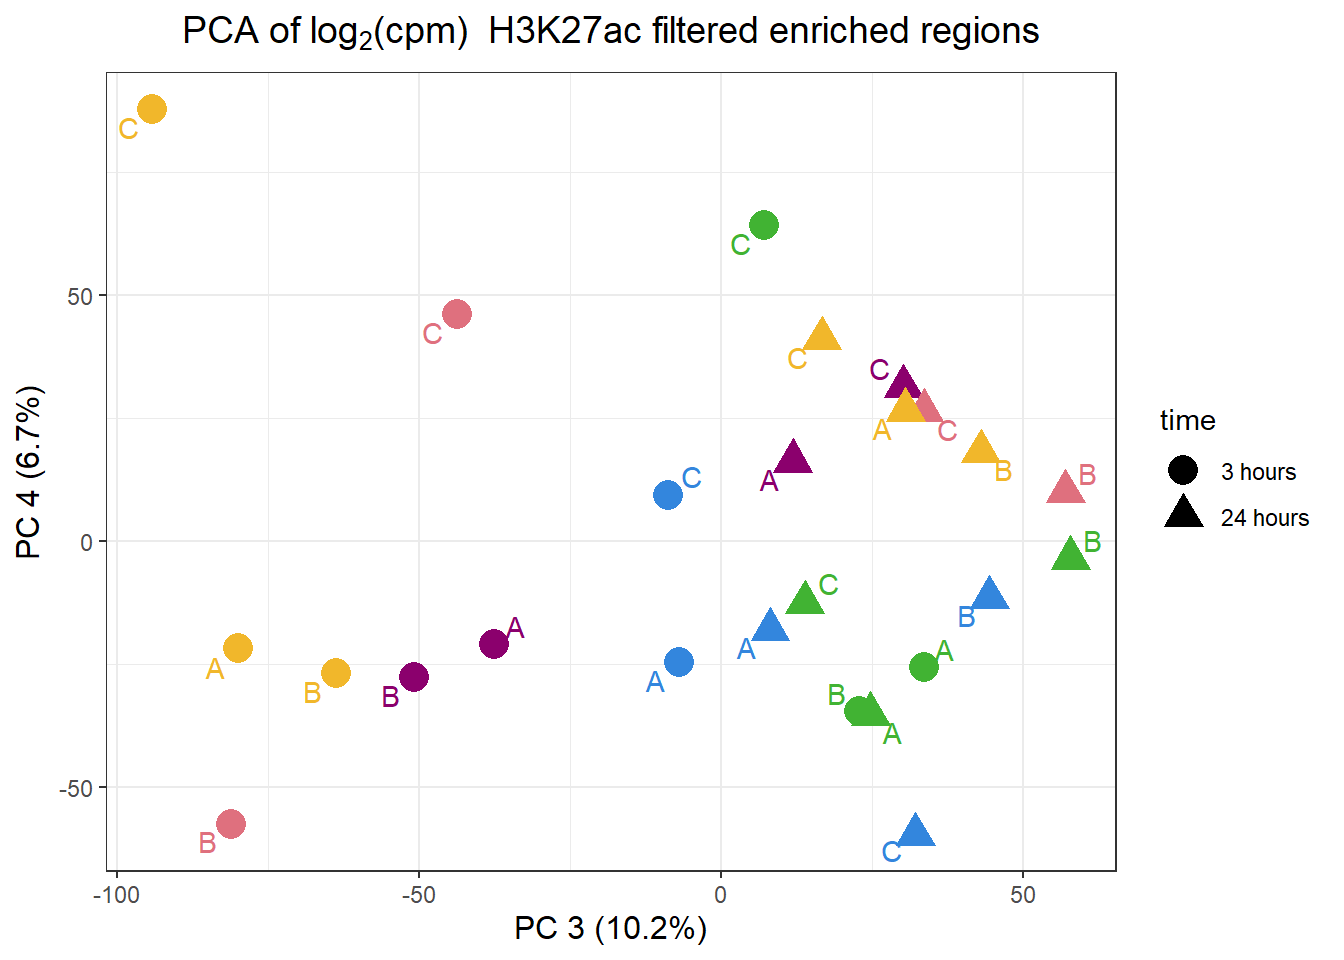 PCA of log₂(cpm)  H3K27ac filtered enriched regions
C
C
50
C
C
C
A
C
time
B
B
C
A
3 hours
24 hours
PC 4 (6.7%)
0
B
C
B
A
A
A
A
A
B
B
B
A
-50
B
C
-100
-50
0
50
PC 3 (10.2%)